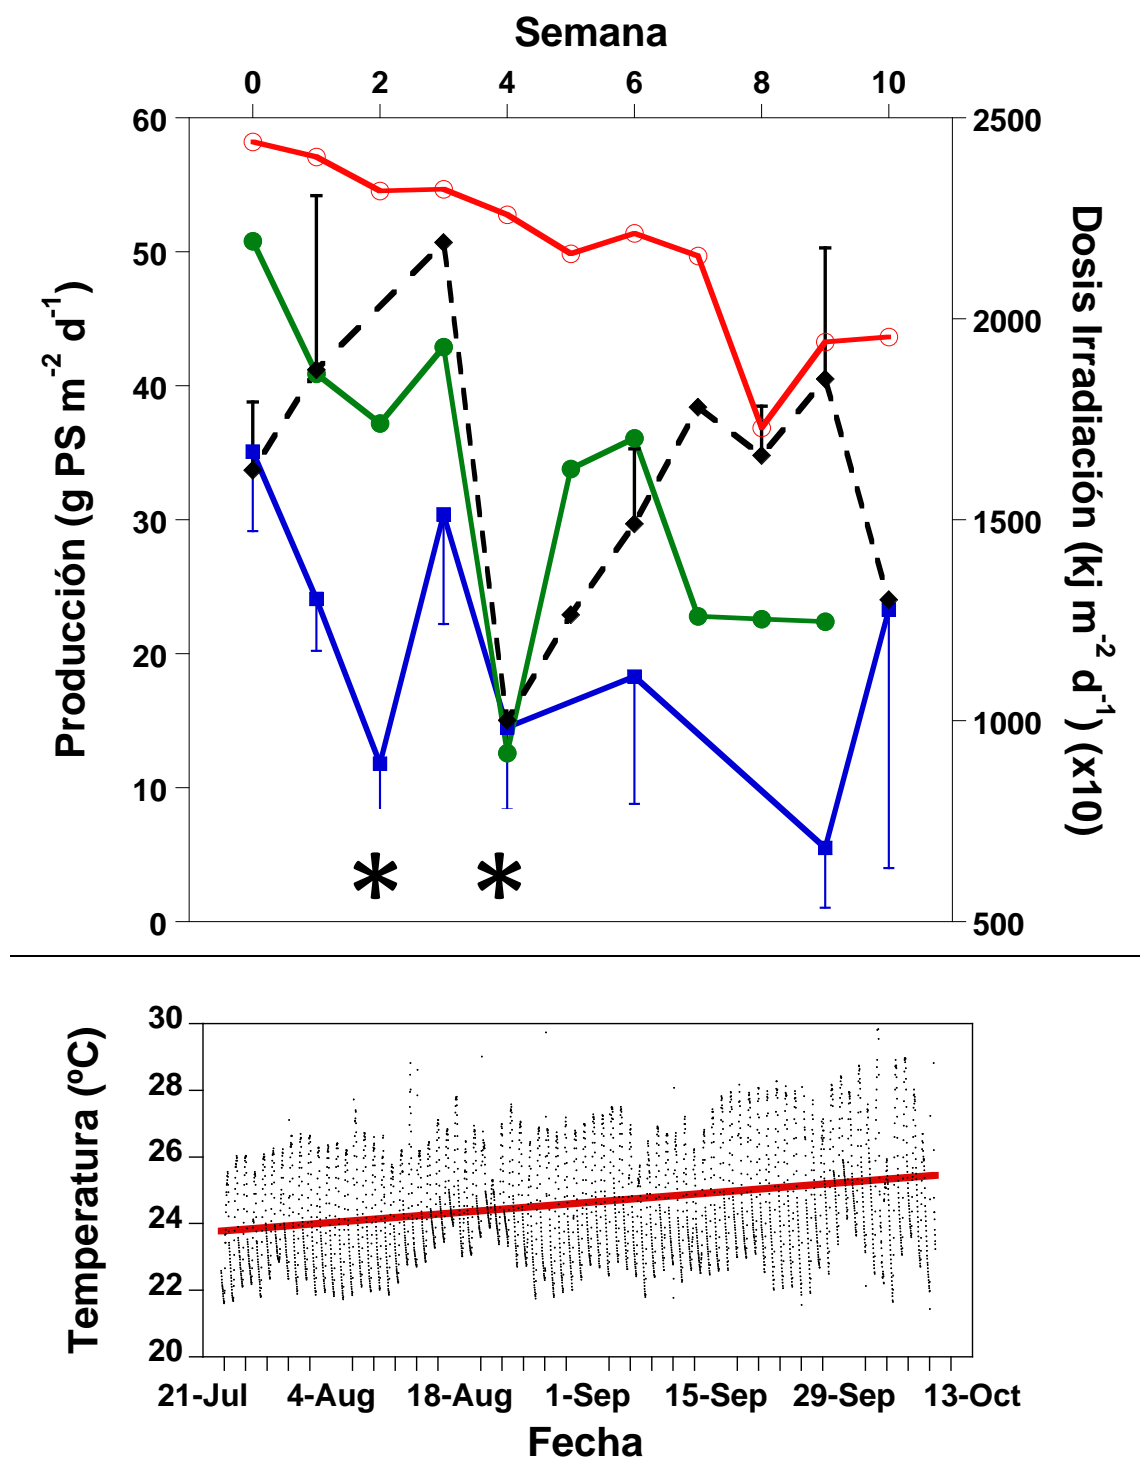 Semana
0 2 4 6 8 10
60 2500
50
2000
40
30 1500
20
1000
10
0 500
Producción (g PS m-2 d-1)
Dosis Irradiación (kj m-2 d-1) (x10)
* *
30
28
26
24
22
20
Temperatura (ºC)
21-Jul 4-Aug 18-Aug 1-Sep 15-Sep 29-Sep 13-Oct
Fecha